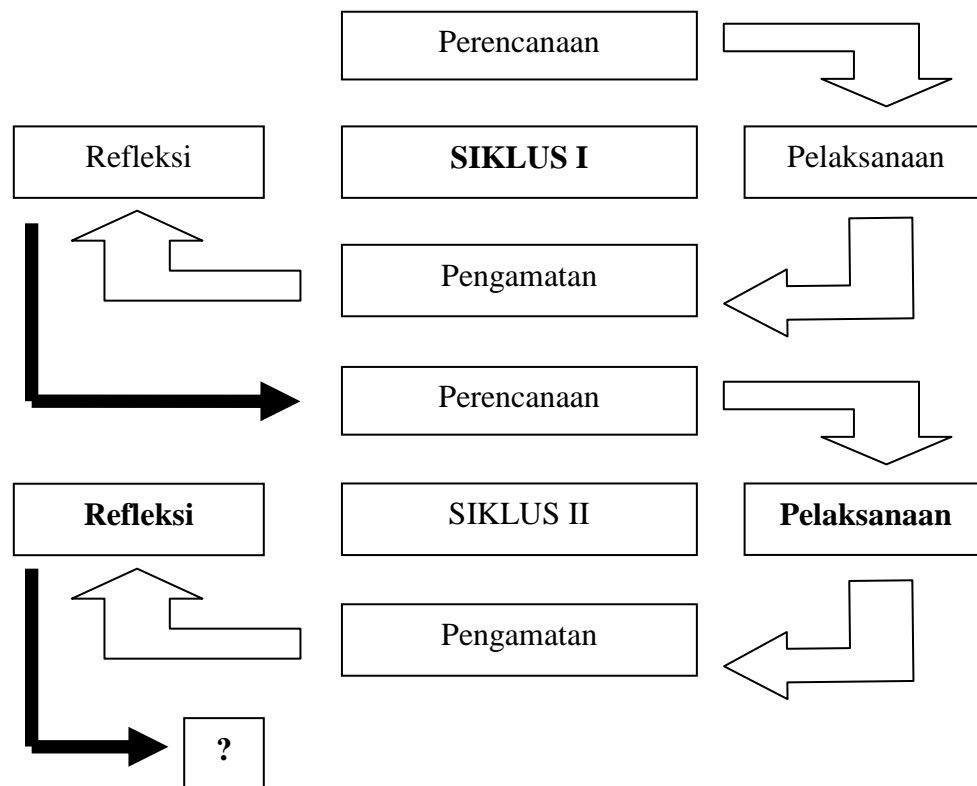 Perencanaan
Refleksi
SIKLUS I
Pelaksanaan
Pengamatan
Perencanaan
Refleksi
SIKLUS II
Pelaksanaan
Pengamatan
?